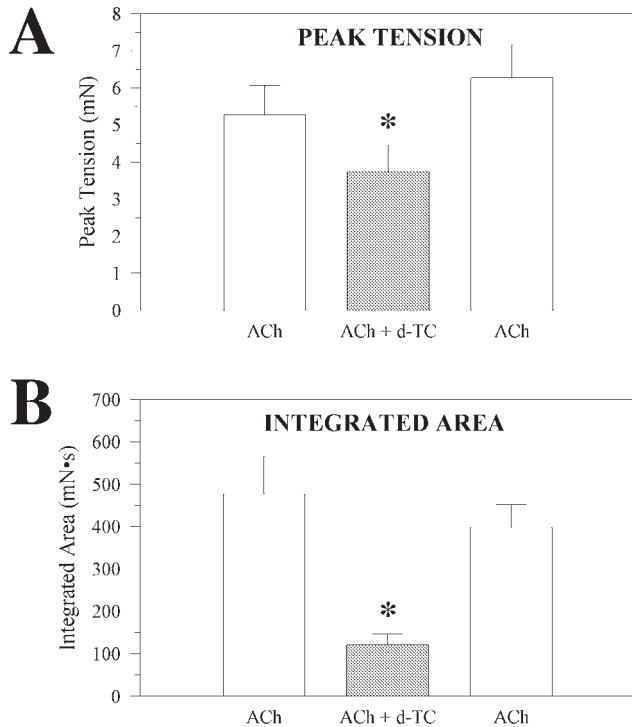 A
PEAK TENSION
Peak Tension (mN)
8
7
6
5
4
3
2
1
0
*
ACh
ACh + d-TC
ACh
B
INTEGRATED AREA
Integrated Area (mN•s)
700
600
500
400
300
200
100
0
*
ACh
ACh + d-TC
ACh